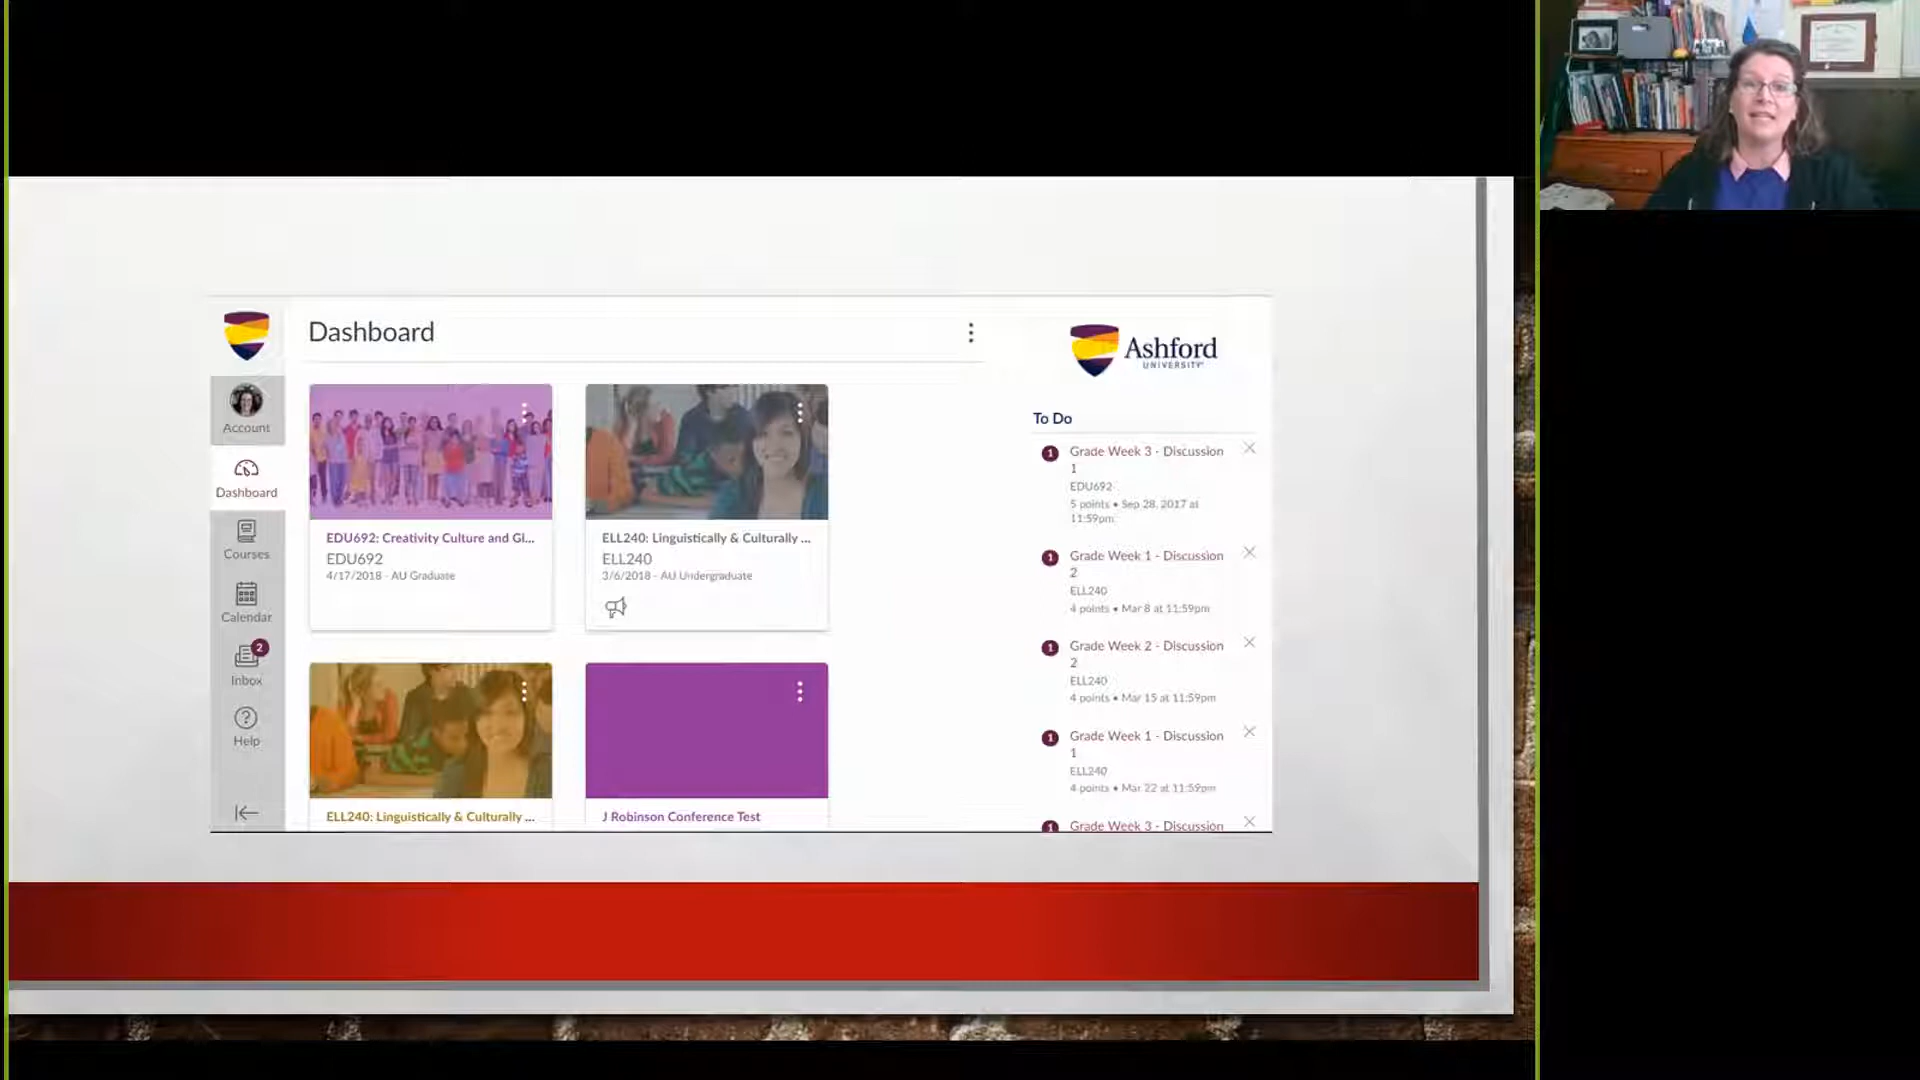 Dashboard
Ashford
UNIVERSITY
Account
Dashboard
Courses
Calendar
2
Inbox
Help
EDU692: Creativity Culture and Gl...
EDU692
4/17/2018 - AU Graduate
ELL240: Linguistically & Culturally ...
ELL240
3/6/2018 - AU Undergraduate
ELL240: Linguistically & Culturally ...
J Robinson Conference Test
To Do
1
Grade Week 3 - Discussion
1
EDU692
5 points • Sep 28, 2017 at
11:59pm
1
Grade Week 1 - Discussion
2
ELL240
4 points • Mar 8 at 11:59pm
1
Grade Week 2 - Discussion
2
ELL240
4 points • Mar 15 at 11:59pm
1
Grade Week 1 - Discussion
1
ELL240
4 points • Mar 22 at 11:59pm
1
Grade Week 3 - Discussion